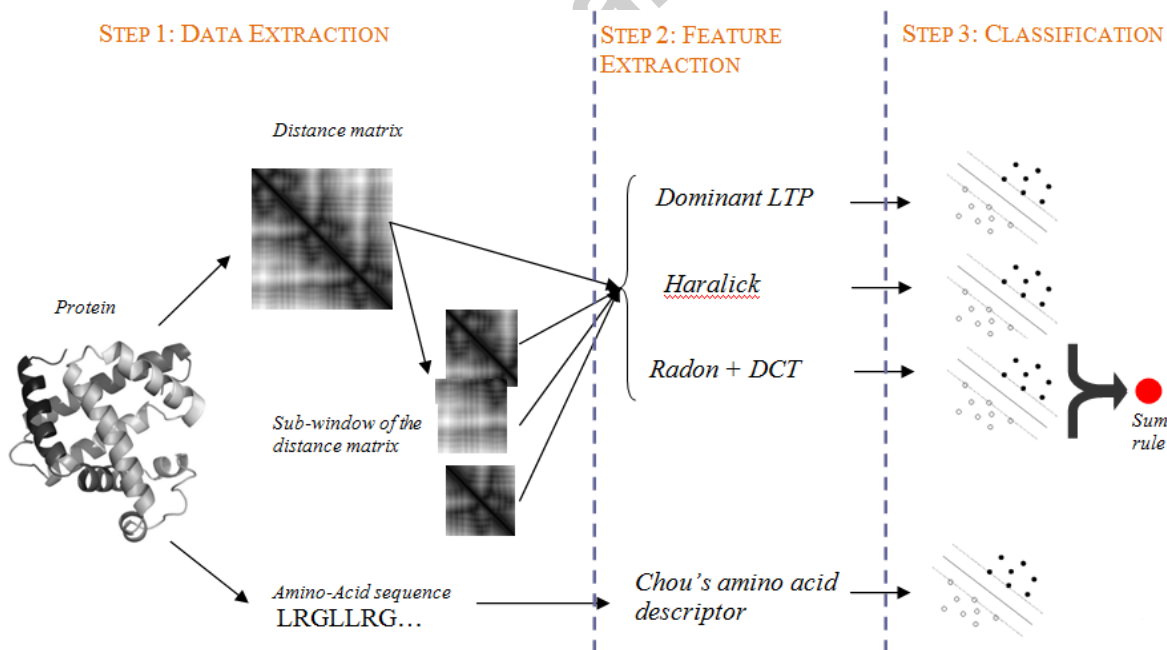 STEP 1: DATA EXTRACTION
STEP 2: FEATURE
EXTRACTION
STEP 3: CLASSIFICATION
Distance matrix
Dominant LTP
Haralick
Protein
Radon + DCT
Sub-window of the
distance matrix
Sum
rule
Amino-Acid sequence
LRGLLRG…
Chou's amino acid
descriptor